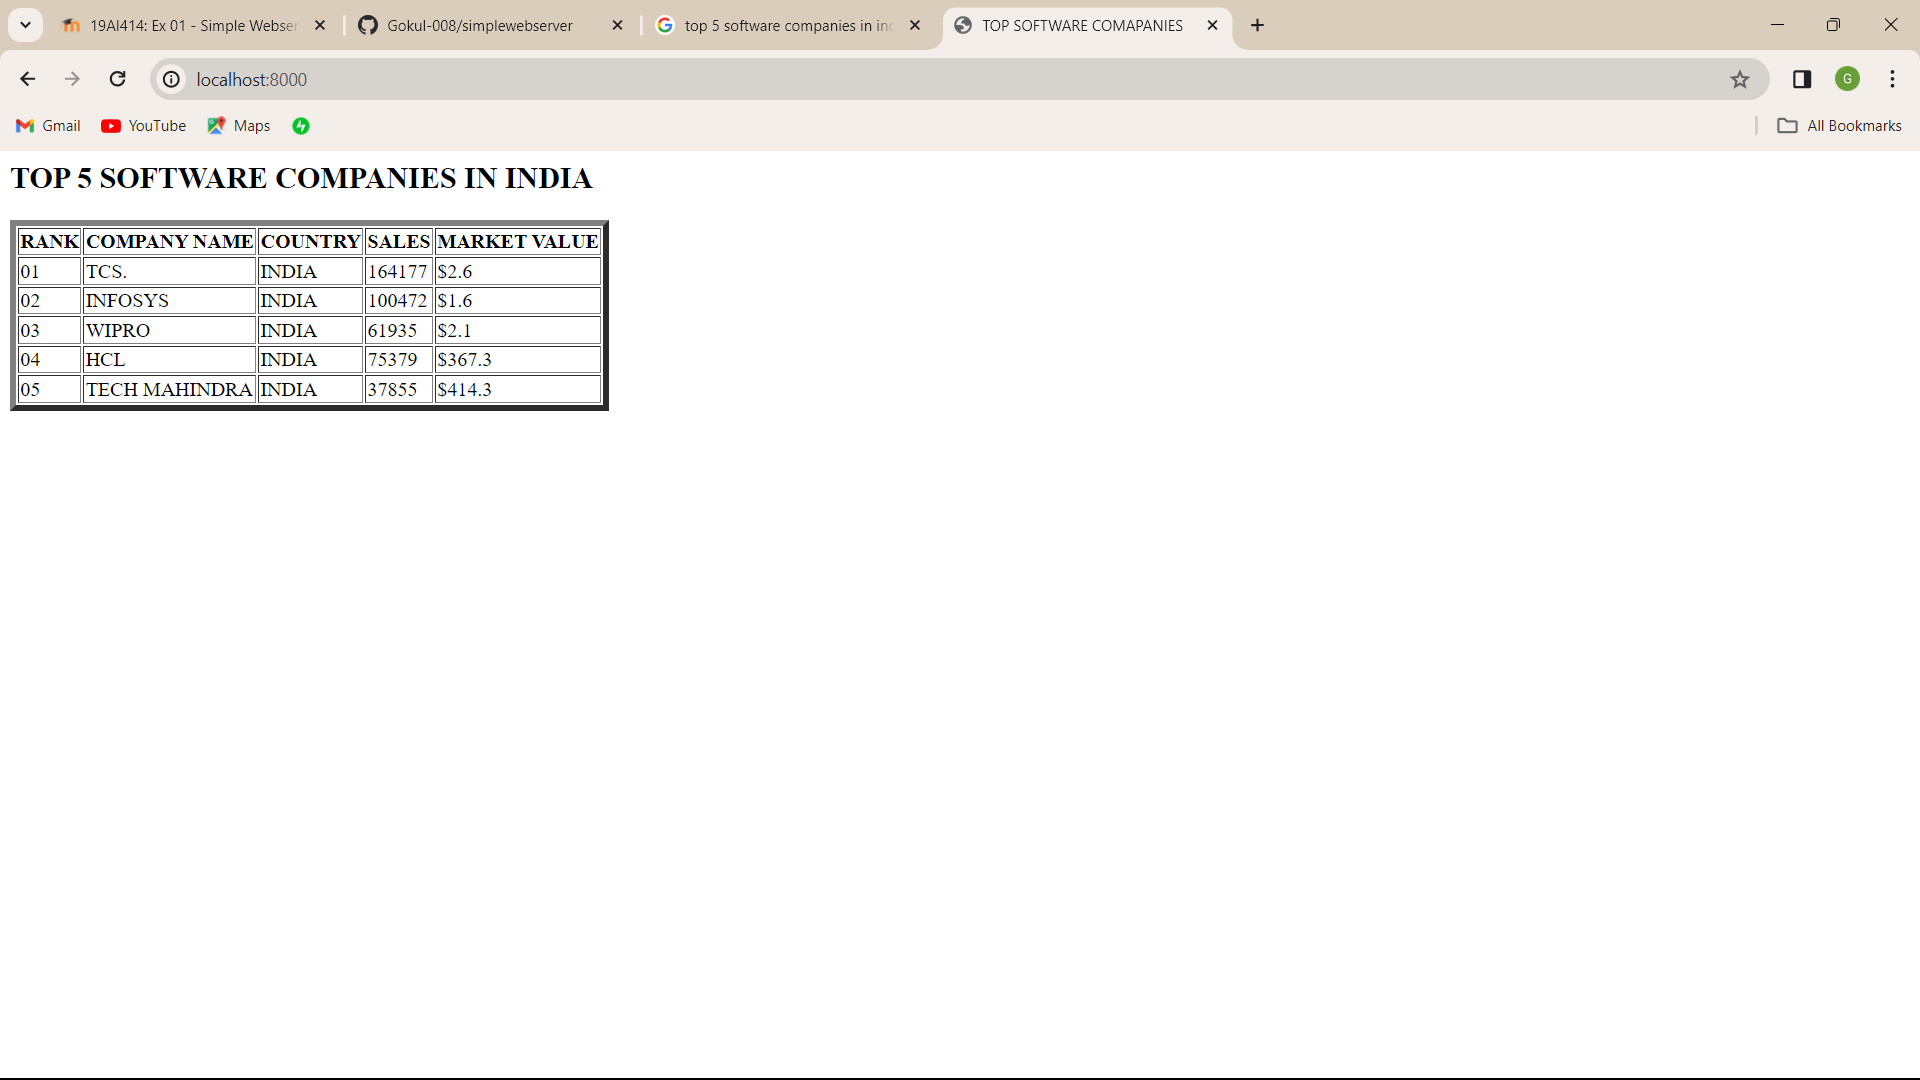 19AI414: Ex 01 - Simple Webser
Gokul-008/simplewebserver
top 5 software companies in inc
TOP SOFTWARE COMAPANIES
localhost:8000
G
Gmail YouTube Maps All Bookmarks
TOP 5 SOFTWARE COMPANIES IN INDIA
RANK COMPANY NAME COUNTRY SALES MARKET VALUE
01 TCS. INDIA 164177 $2.6
02 INFOSYS INDIA 100472 $1.6
03 WIPRO INDIA 61935 $2.1
04 HCL INDIA 75379 $367.3
05 TECH MAHINDRA INDIA 37855 $414.3